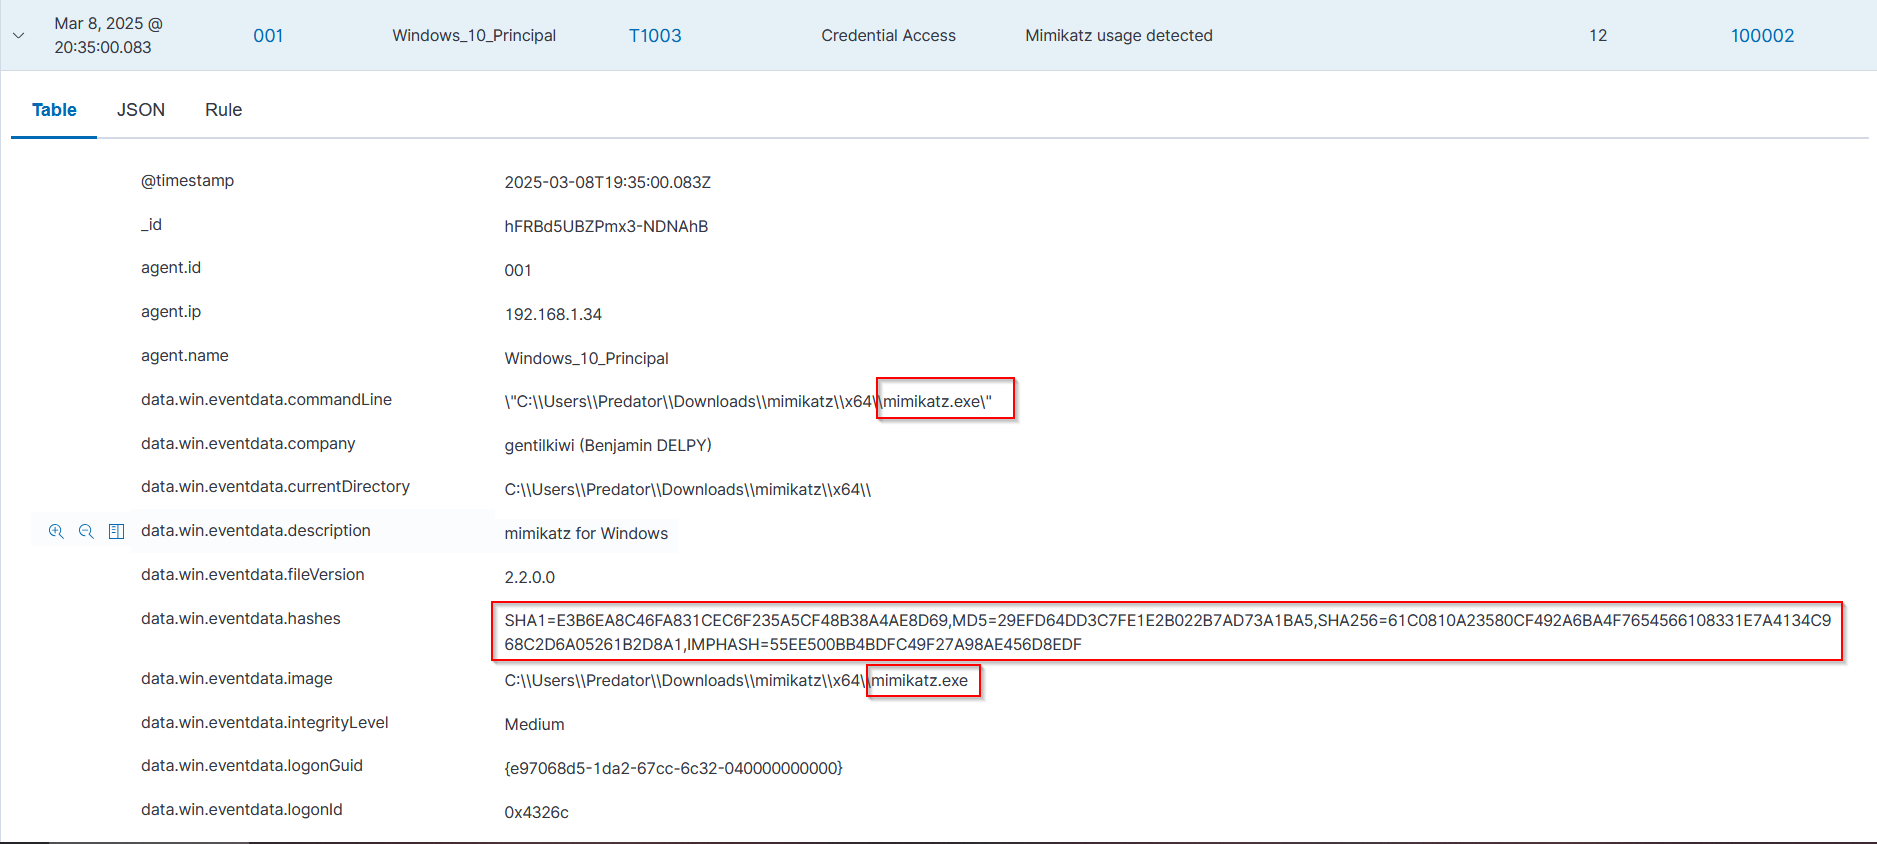 Mar 8, 2025 @
20:35:00.083
001
Windows_10_Principal
T1003
Credential Access
Mimikatz usage detected
12
100002
Table
JSON
Rule
@timestamp 2025-03-08T19:35:00.083Z
_id hFRBd5UBZPmx3-NDNAhB
agent.id 001
agent.ip 192.168.1.34
agent.name Windows_10_Principal
data.win.eventdata.commandLine \"C:\\Users\\Predator\\Downloads\\mimikatz\\x64\\mimikatz.exe\"
data.win.eventdata.company gentilkiwi (Benjamin DELPY)
data.win.eventdata.currentDirectory C:\\Users\\Predator\\Downloads\\mimikatz\\x64\\
data.win.eventdata.description mimikatz for Windows
data.win.eventdata.fileVersion 2.2.0.0
data.win.eventdata.hashes SHA1=E3B6EA8C46FA831CEC6F235A5CF48B38A4AE8D69,MD5=29EFD64DD3C7FE1E2B022B7AD73A1BA5,SHA256=61C0810A23580CF492A6BA4F7654566108331E7A4134C9
68C2D6A05261B2D8A1,IMPHASH=55EE500BB4BDFC49F27A98AE456D8EDF
data.win.eventdata.image C:\\Users\\Predator\\Downloads\\mimikatz\\x64\\mimikatz.exe
data.win.eventdata.integrityLevel Medium
data.win.eventdata.logonGuid {e97068d5-1da2-67cc-6c32-040000000000}
data.win.eventdata.logonId 0x4326c